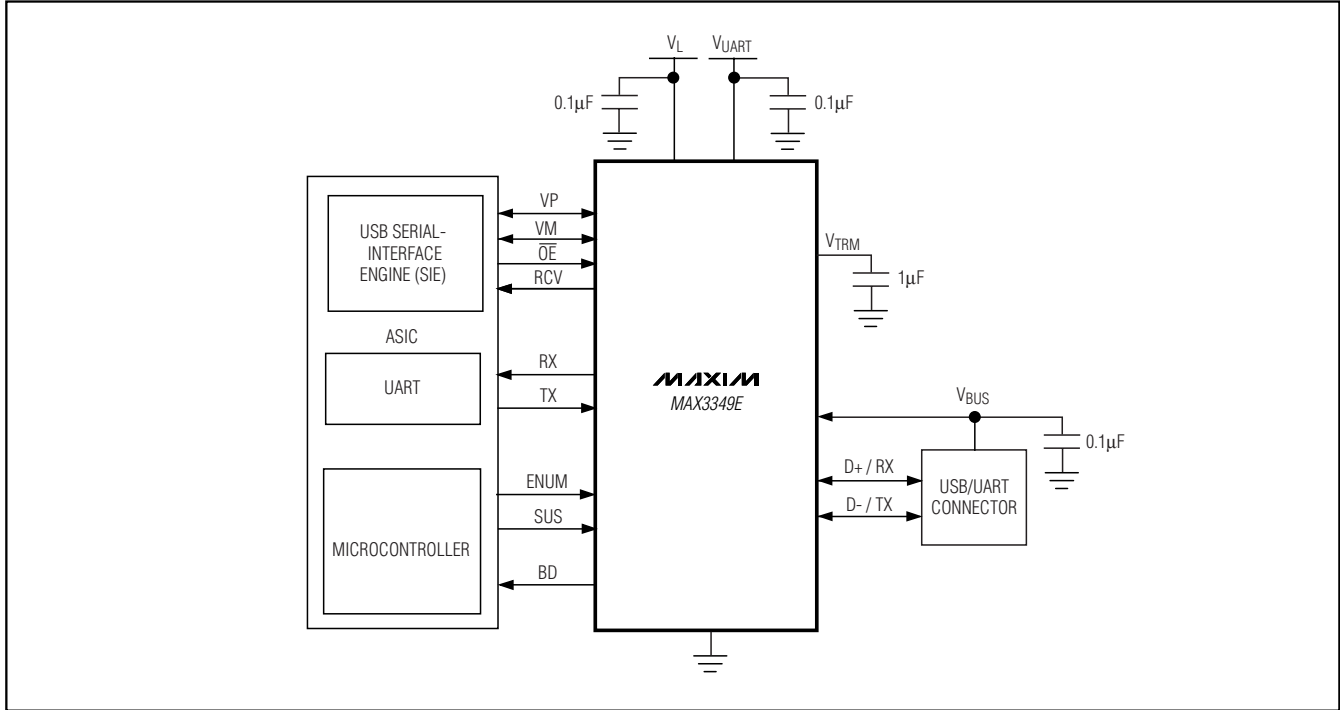 VL
VUART
0.1μF
0.1μF
VP
VM
OE
RCV
USB SERIAL-
INTERFACE
ENGINE (SIE)
VTRM
1μF
ASIC
RX
TX
UART
MAXIM
MAX3349E
VBUS
0.1μF
D+ / RX
D- / TX
USB/UART
CONNECTOR
ENUM
SUS
BD
MICROCONTROLLER